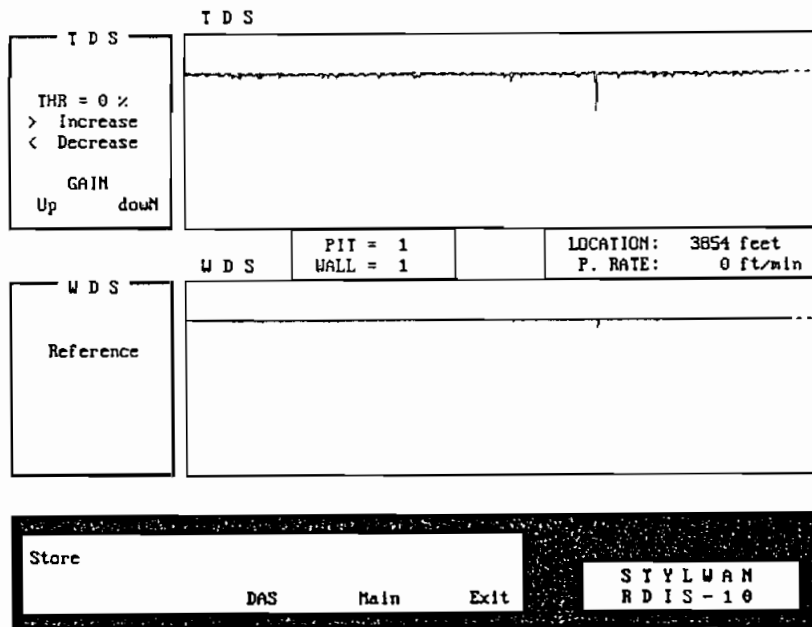 T D S
T D S
THR = 0 %
> Increase
< Decrease
GAIN
Up dowN
PIT = 1
WALL = 1
LOCATION: 3854 feet
P. RATE: 0 ft/min
W D S
W D S
Reference
Store
DAS Main Exit
S T Y L W A N
R D I S - 1 0